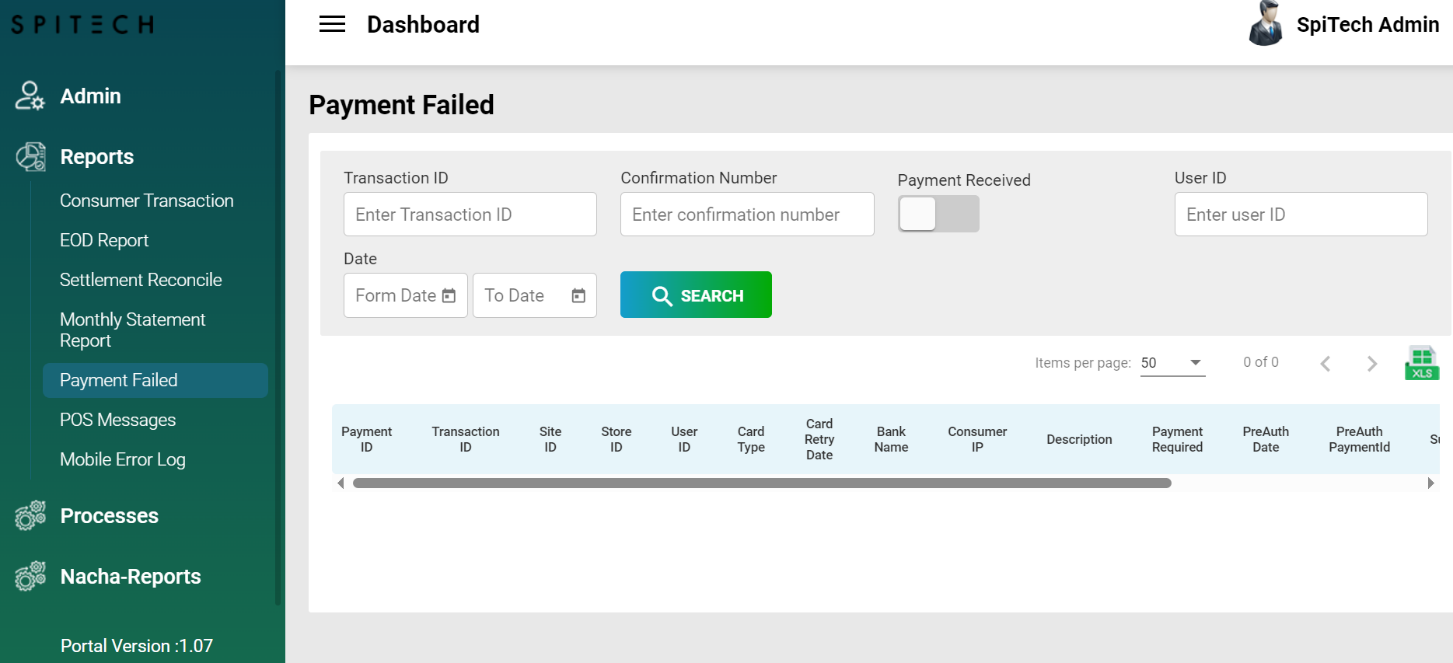 SPITECH
Dashboard
SpiTech Admin
Admin
Reports
Consumer Transaction
EOD Report
Settlement Reconcile
Monthly Statement
Report
Payment Failed
POS Messages
Mobile Error Log
Processes
Nacha-Reports
Portal Version :1.07
Payment Failed
Transaction ID
Enter Transaction ID
Confirmation Number
Enter confirmation number
Payment Received
User ID
Enter user ID
Date
Form Date
To Date
SEARCH
Items per page: 50
0 of 0
XLS
Payment
ID
Transaction
ID
Site
ID
Store
ID
User
ID
Card
Type
Card
Retry
Date
Bank
Name
Consumer
IP
Description
Payment
Required
PreAuth
Date
PreAuth
PaymentId